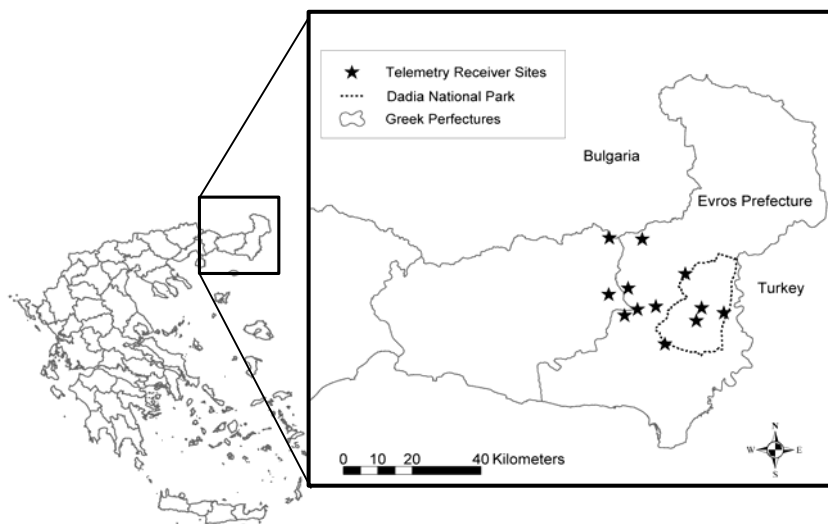 Telemetry Receiver Sites
Dadia National Park
Greek Perfectures
Bulgaria
Evros Prefecture
Turkey
N
W E
S
0 10 20 40 Kilometers